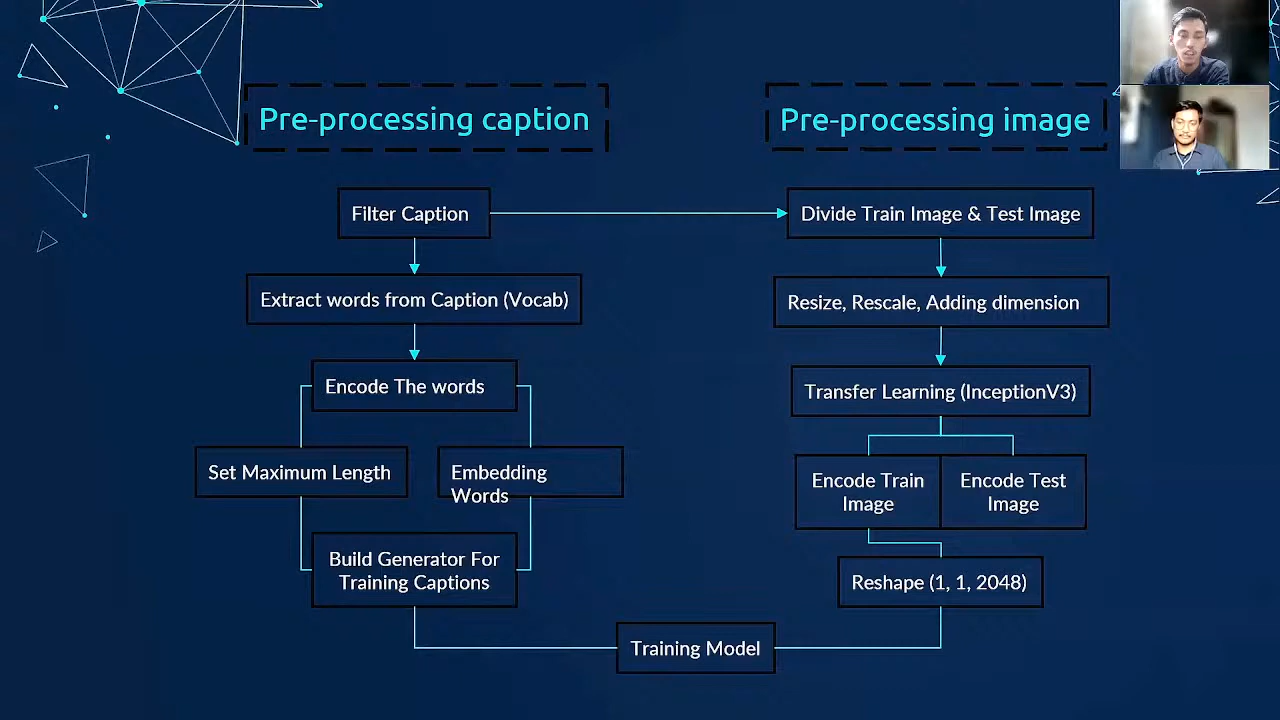 Pre-processing caption
Pre-processing image
Filter Caption
Divide Train Image & Test Image
Extract words from Caption (Vocab)
Resize, Rescale, Adding dimension
Encode The words
Transfer Learning (InceptionV3)
Set Maximum Length
Embedding
Words
Encode Train
Image
Encode Test
Image
Build Generator For
Training Captions
Reshape (1, 1, 2048)
Training Model